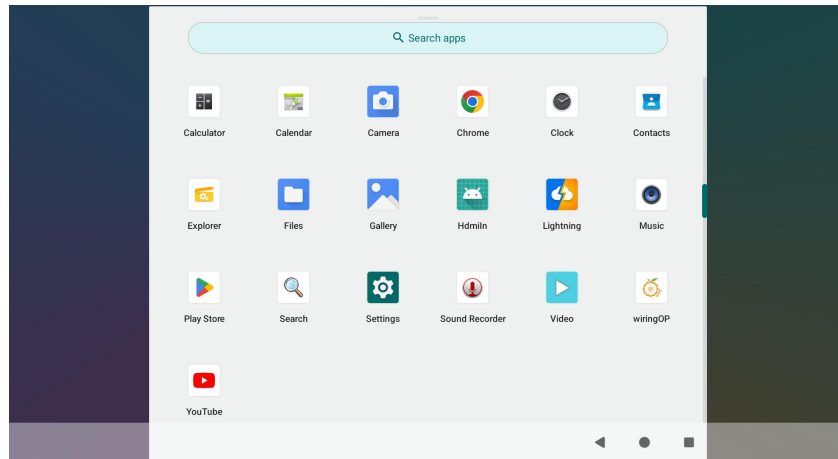 Search apps
Calculator Calendar Camera Chrome Clock Contacts
Explorer Files Gallery HdmiIn Lightning Music
Play Store Search Settings Sound Recorder Video wiringOP
YouTube